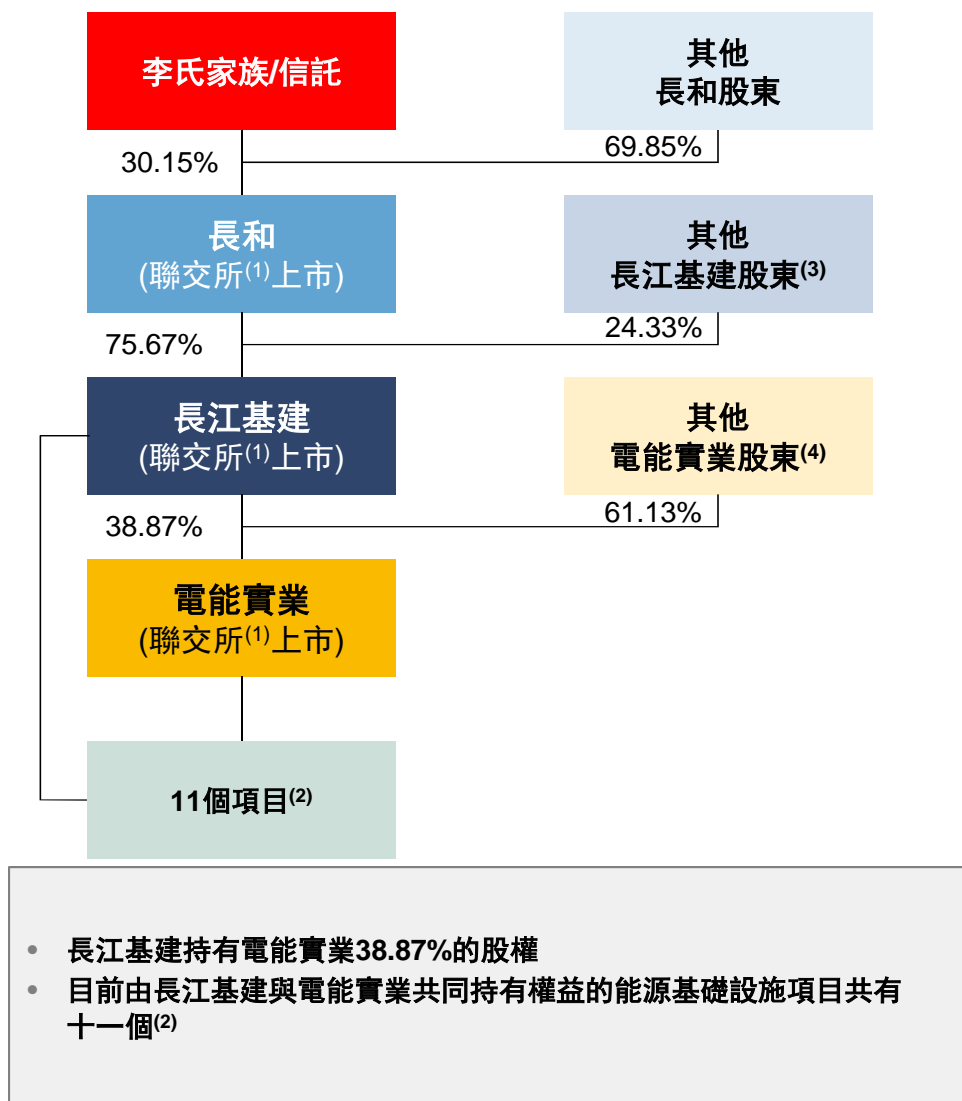 李氏家族/信託
其他
長和股東
30.15%
69.85%
長和
(聯交所(1)上市)
其他
長江基建股東(3)
75.67%
24.33%
長江基建
(聯交所(1)上市)
其他
電能實業股東(4)
38.87%
61.13%
電能實業
(聯交所(1)上市)
11個項目(2)
• 長江基建持有電能實業38.87%的股權
• 目前由長江基建與電能實業共同持有權益的能源基礎設施項目共有
十一個(2)